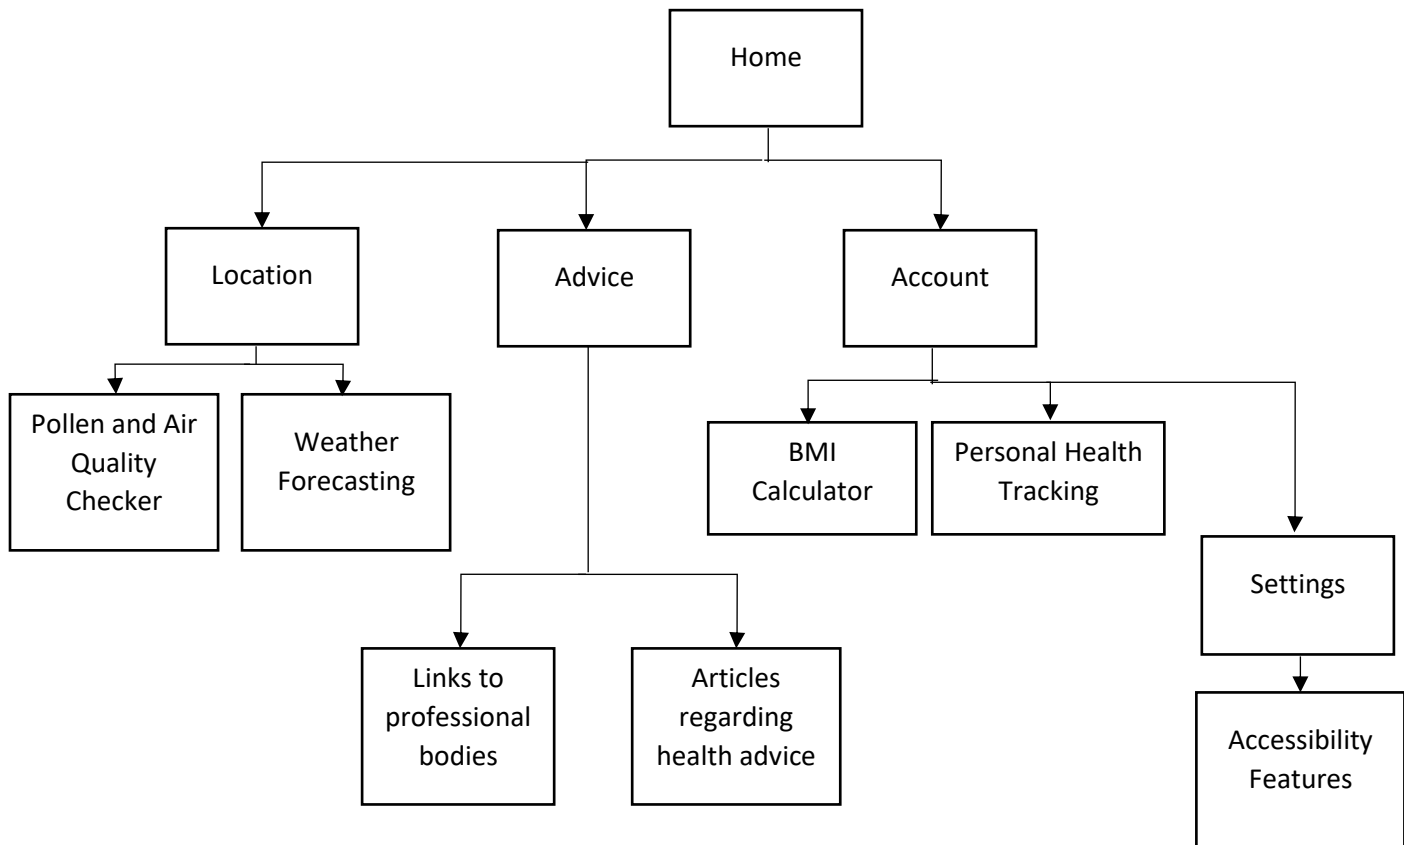 Home
Location
Advice
Account
Pollen and Air
Quality
Checker
Weather
Forecasting
BMI
Calculator
Personal Health
Tracking
Settings
Links to
professional
bodies
Articles
regarding
health advice
Accessibility
Features